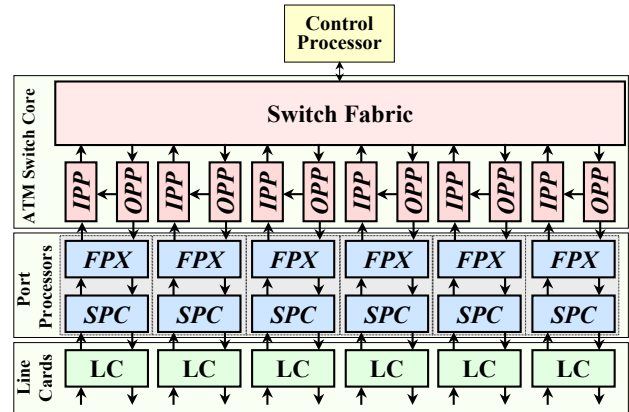 Control
Processor
ATM Switch Core
Switch Fabric
IPP OPP IPP OPP IPP OPP IPP OPP IPP OPP IPP OPP
Port
Processors
FPX FPX FPX FPX FPX FPX
SPC SPC SPC SPC SPC SPC
Line
Cards
LC LC LC LC LC LC